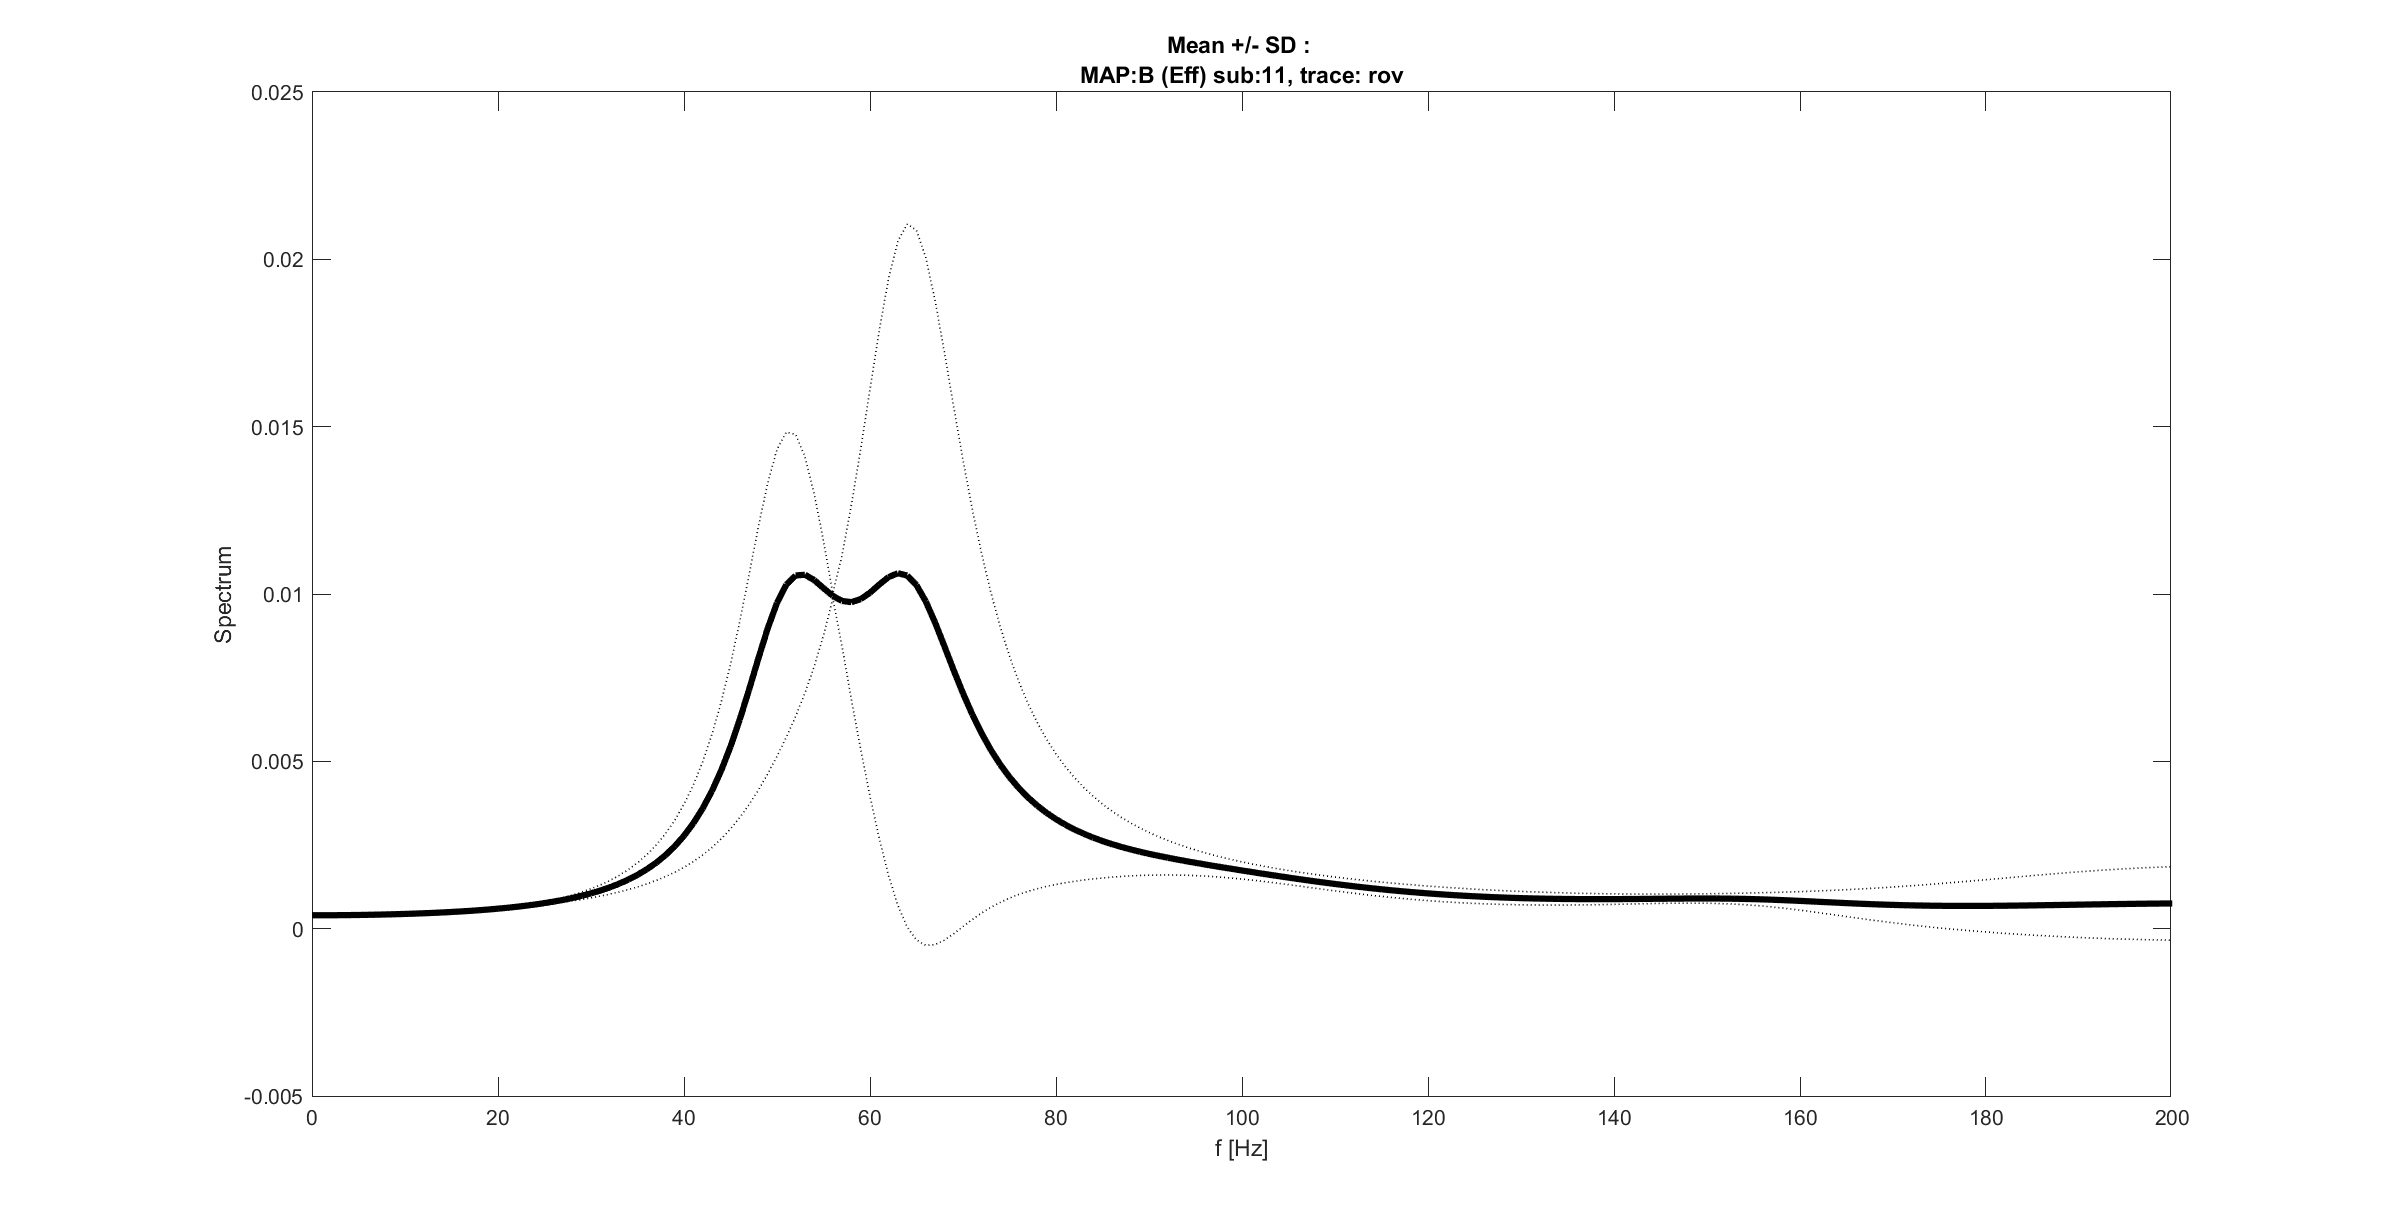 Mean +/- SD :
MAP:B (Eff) sub:11, trace: rov
0.025
0.02
0.015
0.01
0.005
0
-0.005
Spectrum
0 20 40 60 80 100 120 140 160 180 200
f [Hz]